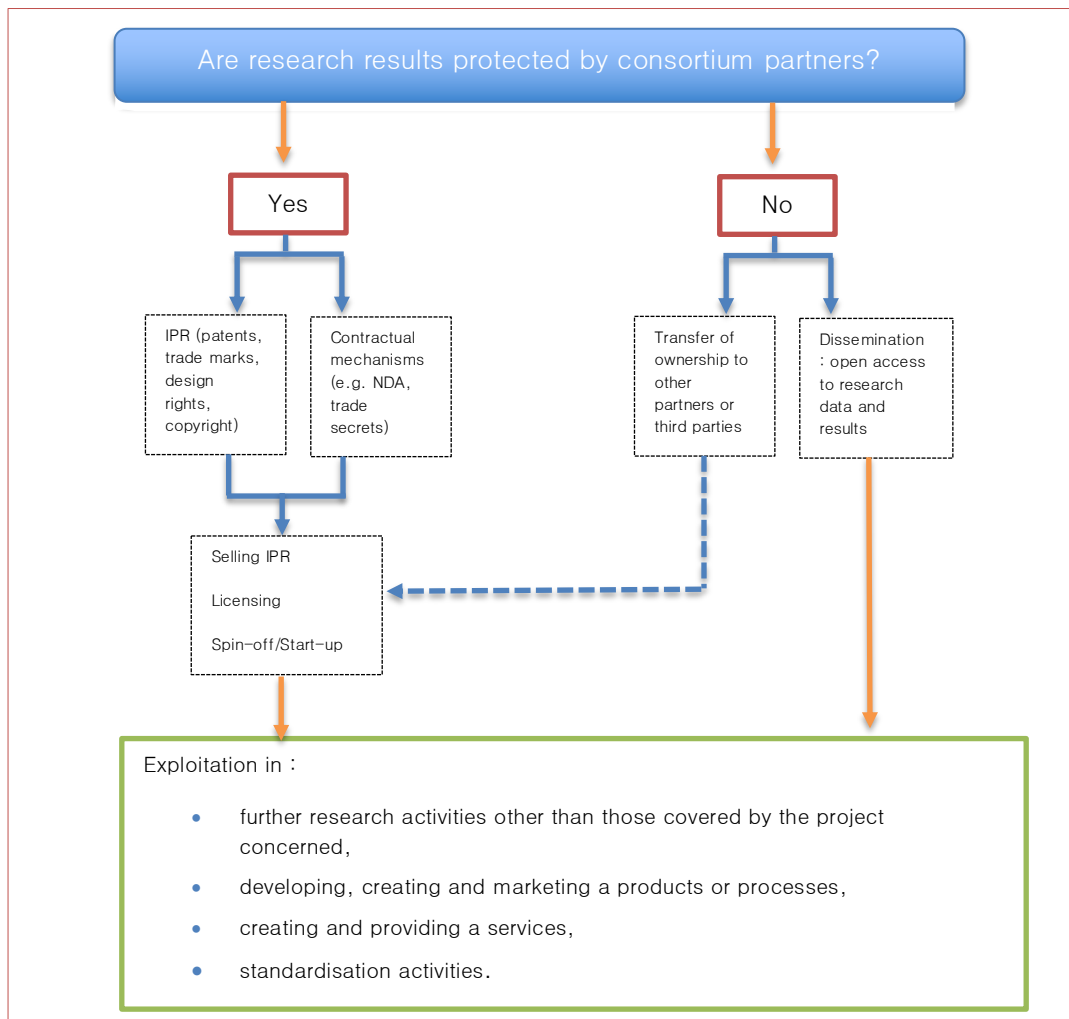 Are research results protected by consortium partners?
Yes
No
IPR (patents,
trade marks,
design
rights,
copyright)
Contractual
mechanisms
(e.g. NDA,
trade
secrets)
Transfer of
ownership to
other
partners or
third parties
Dissemination
: open access
to research
data and
results
Selling IPR
Licensing
Spin-off/Start-up
Exploitation in :
• further research activities other than those covered by the project
concerned,
• developing, creating and marketing a products or processes,
• creating and providing a services,
• standardisation activities.